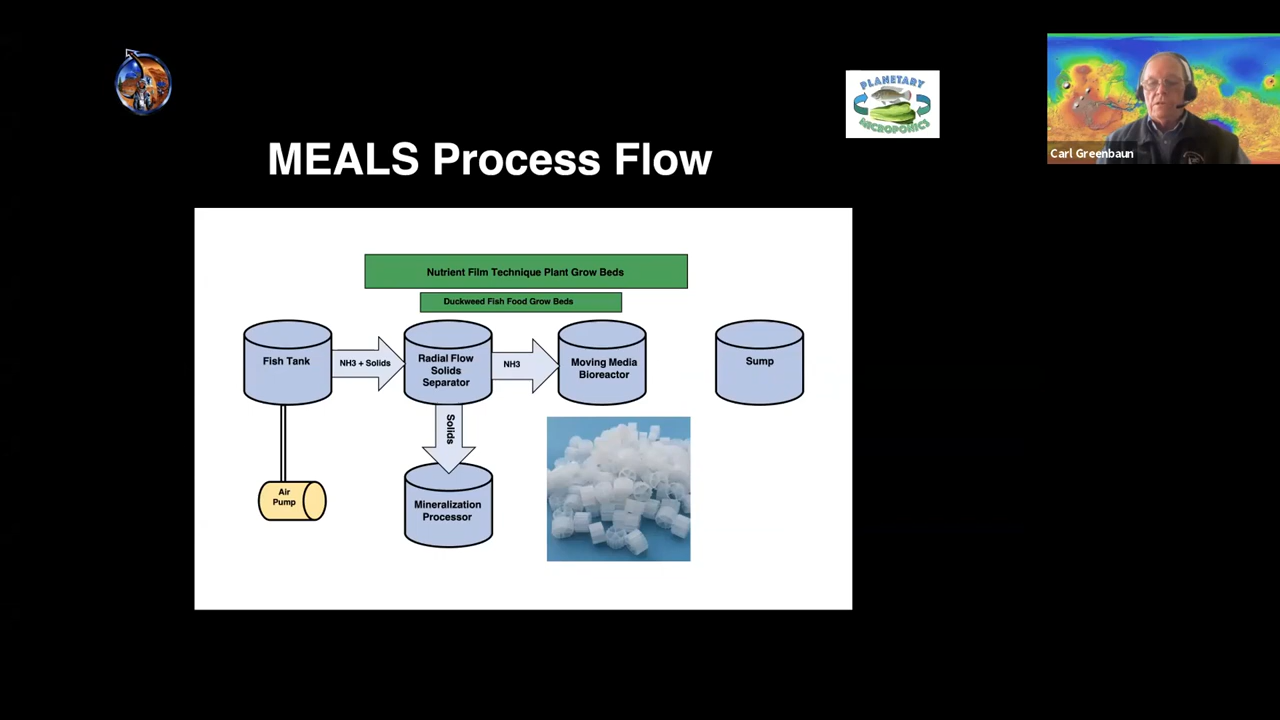 PLANETARY
MICROPONICS
Carl Greenbaun
MEALS Process Flow
Nutrient Film Technique Plant Grow Beds
Duckweed Fish Food Grow Beds
Fish Tank
NH3 + Solids
Radial Flow
Solids
Separator
NH3
Moving Media
Bioreactor
Sump
Solids
Air
Pump
Mineralization
Processor